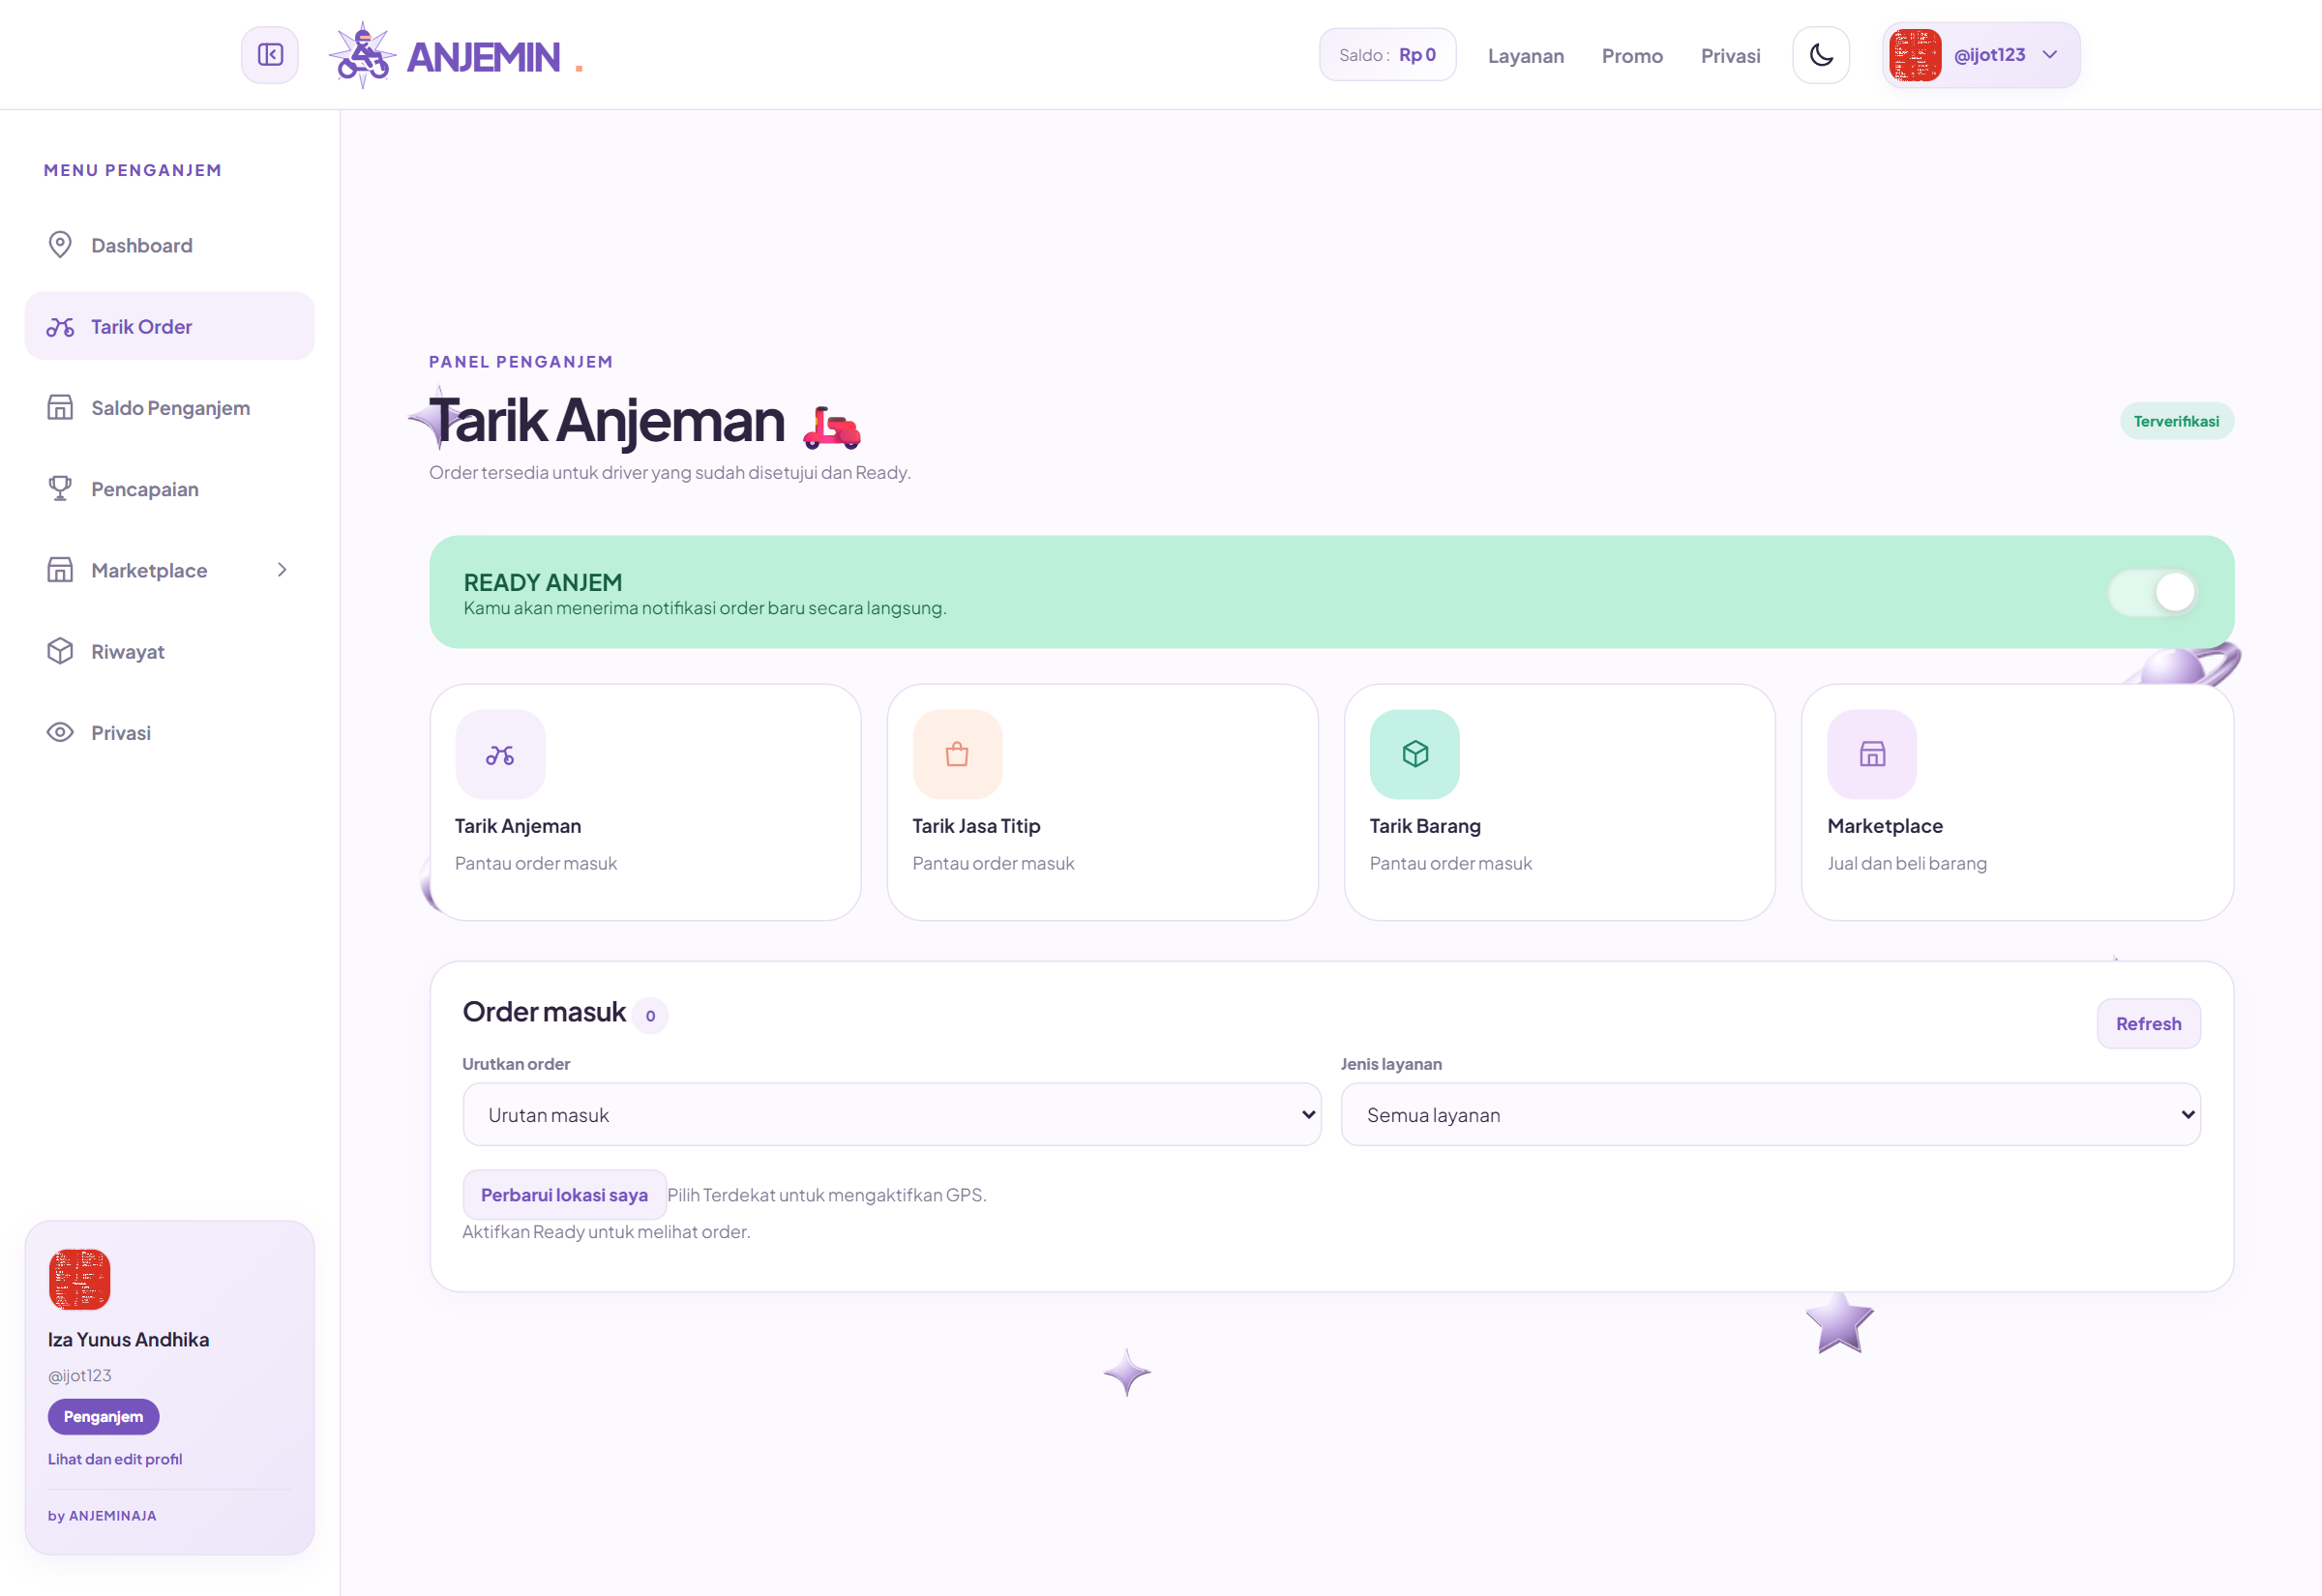 ANJEMIN .
Saldo : Rp 0
Layanan
Promo
Privasi
@ijot123
MENU PENGANJEM
Dashboard
Tarik Order
Saldo Penganjem
Pencapaian
Marketplace
Riwayat
Privasi
Iza Yunus Andhika
@ijot123
Penganjem
Lihat dan edit profil
by ANJEMINAJA
PANEL PENGANJEM
Tarik Anjeman
Order tersedia untuk driver yang sudah disetujui dan Ready.
Terverifikasi
READY ANJEM
Kamu akan menerima notifikasi order baru secara langsung.
Tarik Anjeman
Pantau order masuk
Tarik Jasa Titip
Pantau order masuk
Tarik Barang
Pantau order masuk
Marketplace
Jual dan beli barang
Order masuk 0
Refresh
Urutkan order
Urutan masuk
Jenis layanan
Semua layanan
Perbarui lokasi saya Pilih Terdekat untuk mengaktifkan GPS.
Aktifkan Ready untuk melihat order.